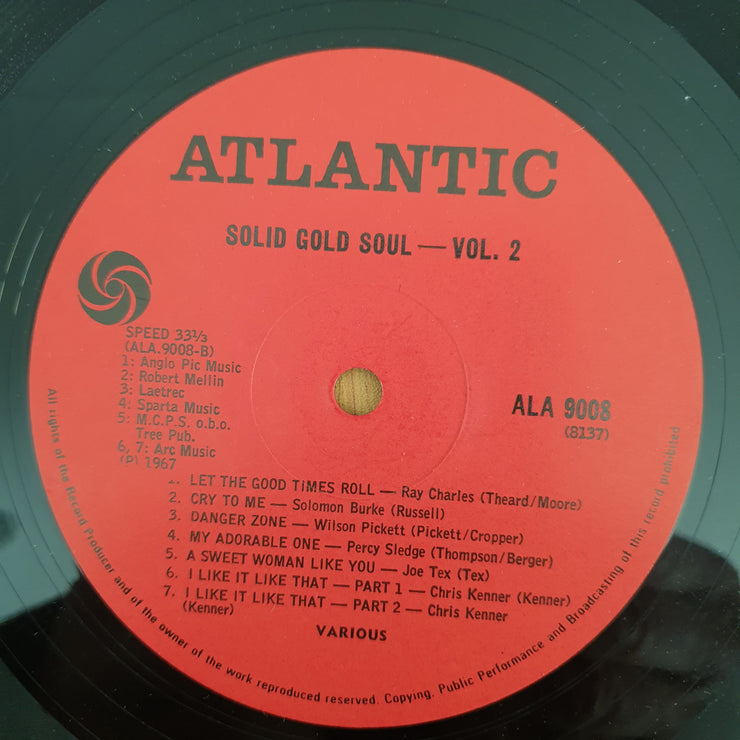 ATLANTIC
SOLID GOLD SOUL — VOL. 2
SPEED 33⅓
(ALA.9008-B)
1: Anglo Pic Music
2: Robert Mellin
3: Laetrec
4: Sparta Music
5: M.C.P.S. o.b.o.
Tree Pub.
6, 7: Arc Music
(P) 1967
ALA 9008
(8137)
1. LET THE GOOD TIMES ROLL — Ray Charles (Theard/Moore)
2. CRY TO ME — Solomon Burke (Russell)
3. DANGER ZONE — Wilson Pickett (Pickett/Cropper)
4. MY ADORABLE ONE — Percy Sledge (Thompson/Berger)
5. A SWEET WOMAN LIKE YOU — Joe Tex (Tex)
6. I LIKE IT LIKE THAT — PART 1 — Chris Kenner (Kenner)
7. I LIKE IT LIKE THAT — PART 2 — Chris Kenner
(Kenner)
VARIOUS
All rights of the Record Producer and of the owner of the work reproduced reserved. Copying, Public Performance and Broadcasting of this record prohibited